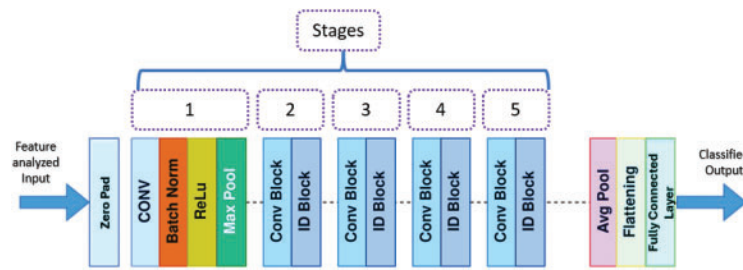 Stages
1
2
3
4
5
Feature
analyzed
Input
Zero Pad
CONV
Batch Norm
ReLu
Max Pool
Conv Block
ID Block
Conv Block
ID Block
Conv Block
ID Block
Conv Block
ID Block
Avg Pool
Flattening
Fully Connected
Layer
Classifie
Output